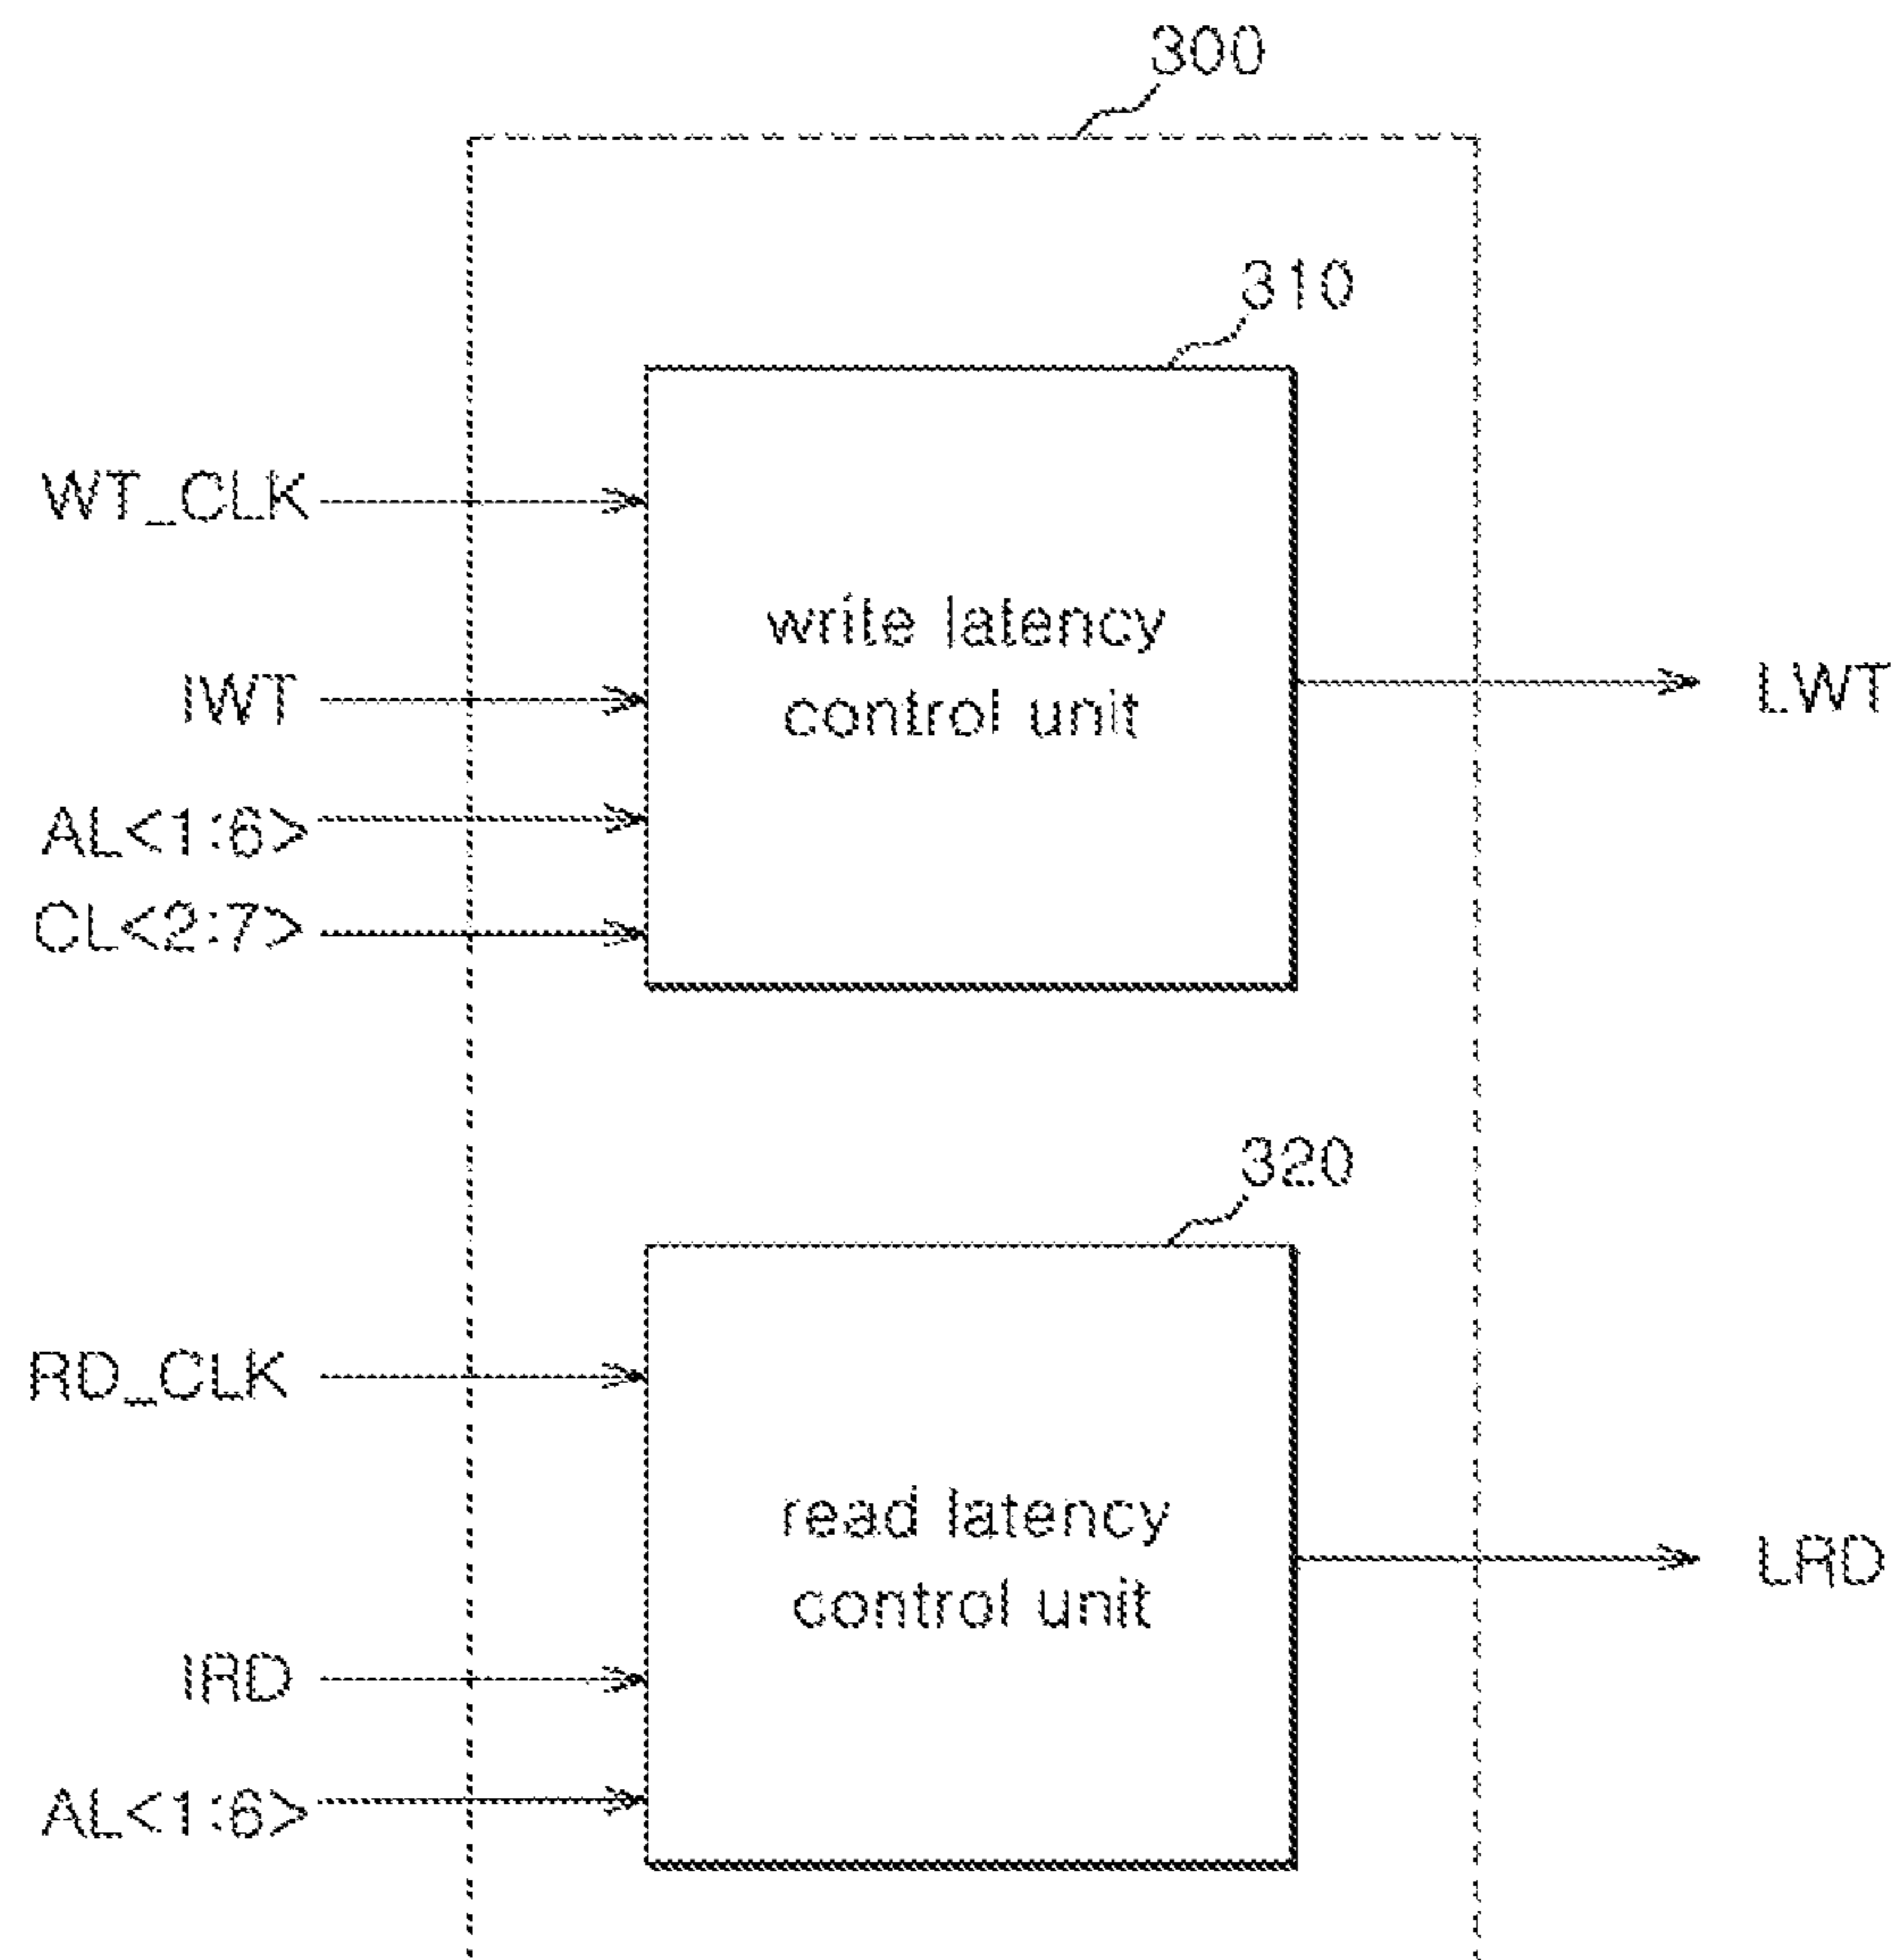 300
310
WT_CLK
write latency
control unit
IWT
LWT
AL<1:6>
CL<2:7>
320
RD_CLK
read latency
control unit
LRD
IRD
AL<1:6>